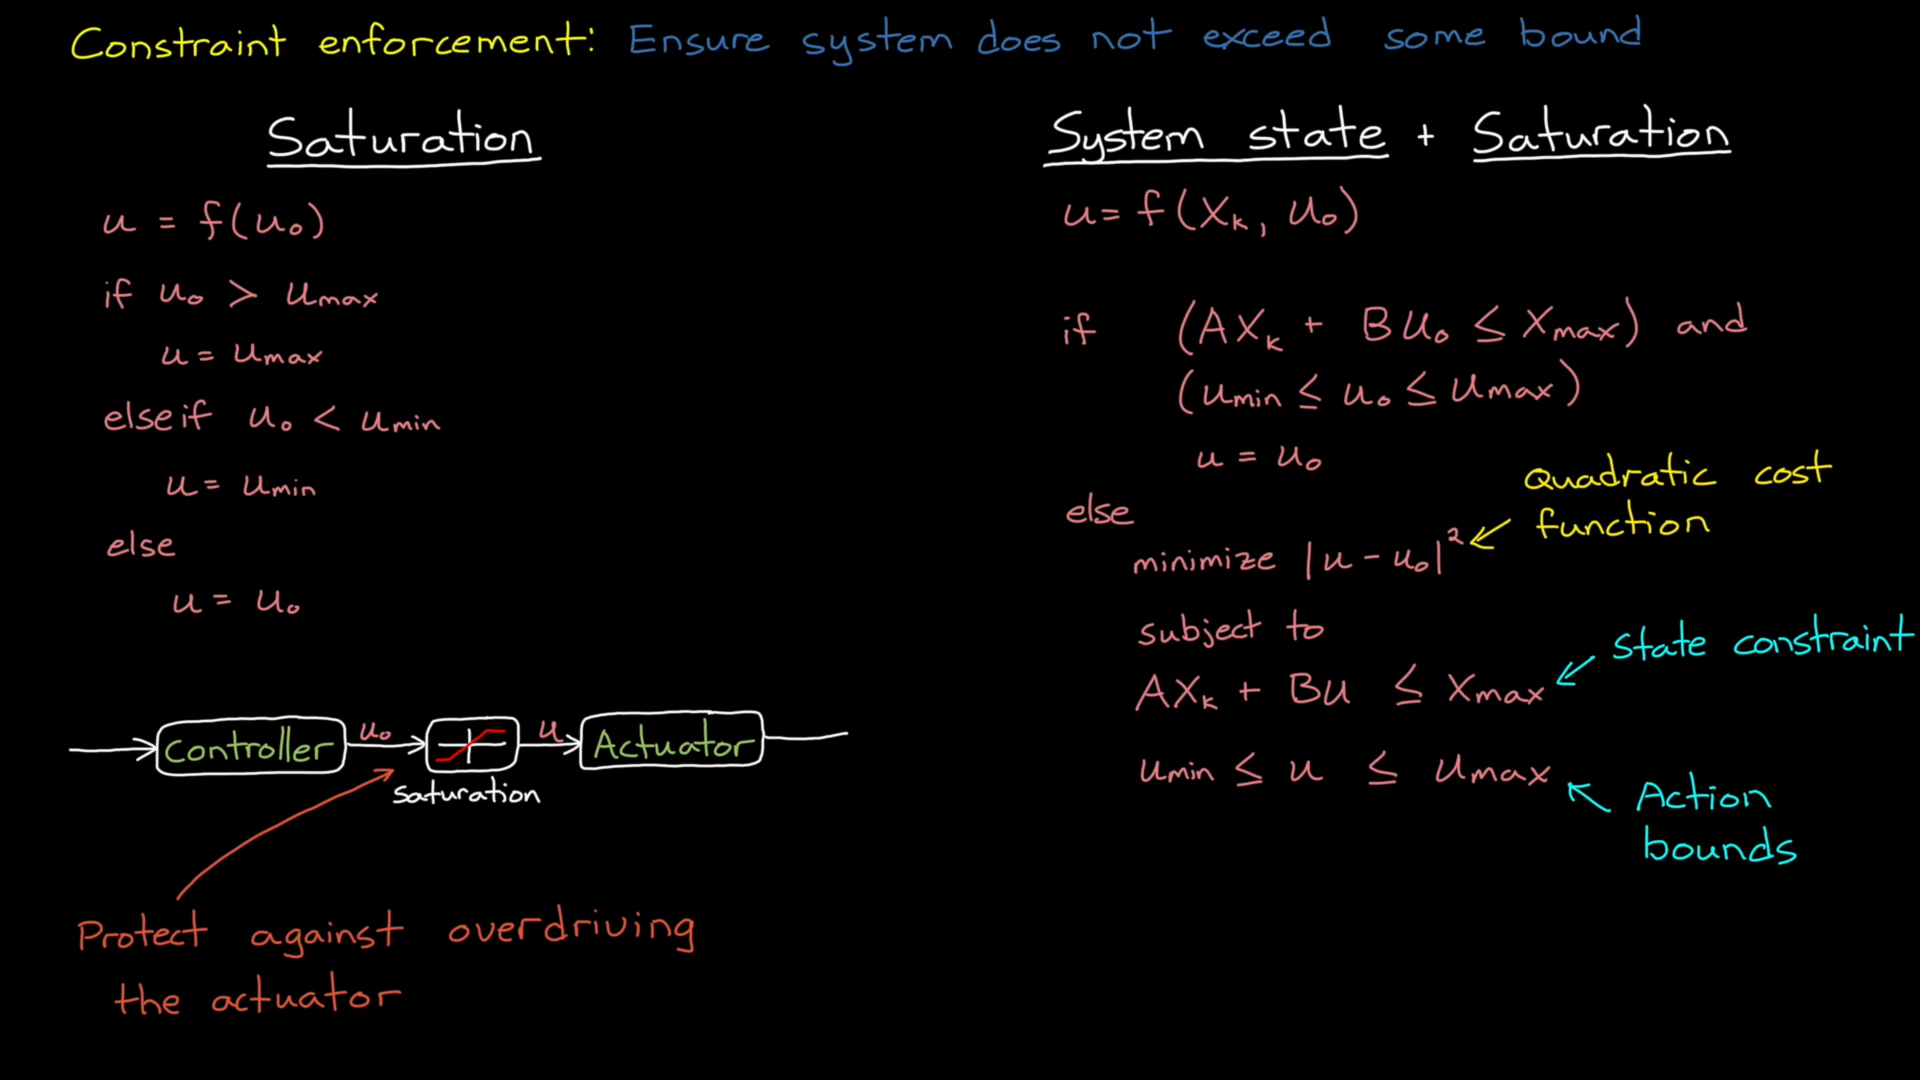 Constraint enforcement: Ensure system does not exceed some bound
Saturation
u = f(u₀)
if u₀ > umax
u = umax
elseif u₀ < umin
u = umin
else
u = u₀
Controller
u₀
u
Actuator
saturation
Protect against overdriving
the actuator
System state + Saturation
u = f(Xₖ, u₀)
if (AXₖ + Bu₀ ≤ Xmax) and
(umin ≤ u₀ ≤ umax)
u = u₀
else
minimize |u - u₀|²
Quadratic cost
function
subject to
AXₖ + Bu ≤ Xmax
State constraint
umin ≤ u ≤ umax
Action
bounds